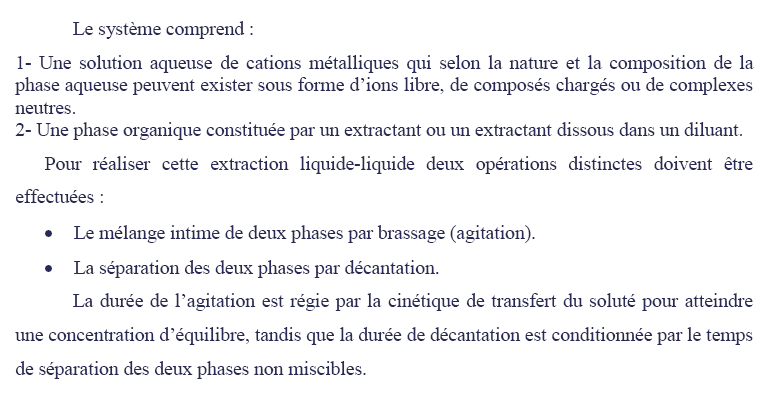 Le système comprend :
1- Une solution aqueuse de cations métalliques qui selon la nature et la composition de la
phase aqueuse peuvent exister sous forme d’ions libre, de composés chargés ou de complexes
neutres.
2- Une phase organique constituée par un extractant ou un extractant dissous dans un diluant.
Pour réaliser cette extraction liquide-liquide deux opérations distinctes doivent être
effectuées :
• Le mélange intime de deux phases par brassage (agitation).
• La séparation des deux phases par décantation.
La durée de l’agitation est régie par la cinétique de transfert du soluté pour atteindre
une concentration d’équilibre, tandis que la durée de décantation est conditionnée par le temps
de séparation des deux phases non miscibles.